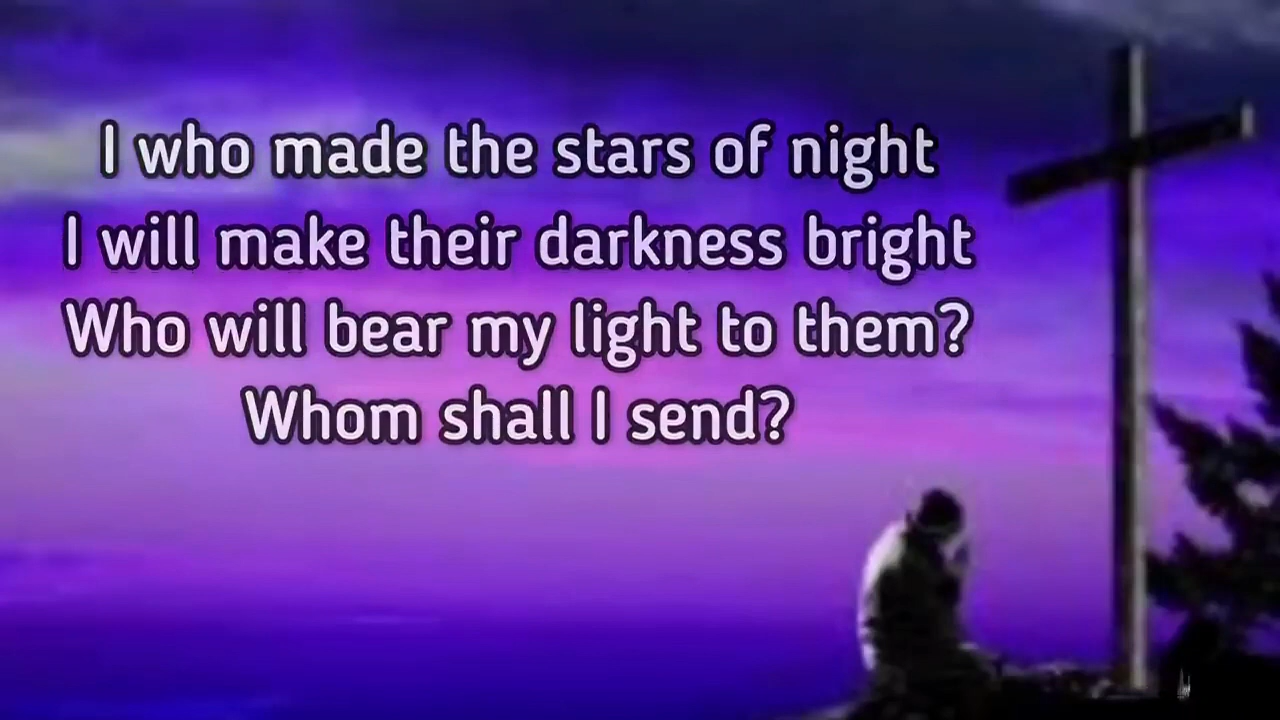 I who made the stars of night
I will make their darkness bright
Who will bear my light to them?
Whom shall I send?